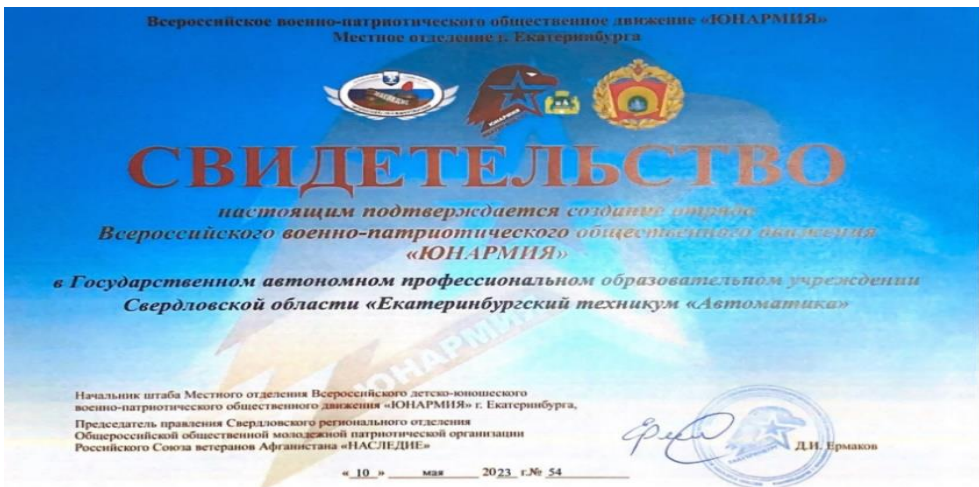 Всероссийское военно-патриотического общественное движение «ЮНАРМИЯ»
Местное отделение г. Екатеринбурга
НАСЛЕДИЕ
ЮНАРМИЯ
СВИДЕТЕЛЬСТВО
настоящим подтверждается создание отряда
Всероссийского военно-патриотического общественного движения
«ЮНАРМИЯ»
в Государственном автономном профессиональном образовательном учреждении
Свердловской области «Екатеринбургский техникум «Автоматика»
ЮНАРМИЯ
Начальник штаба Местного отделения Всероссийского детско-юношеского
военно-патриотического общественного движения «ЮНАРМИЯ» г. Екатеринбурга,
Председатель правления Свердловского регионального отделения
Общероссийской общественной молодежной патриотической организации
Российского Союза ветеранов Афганистана «НАСЛЕДИЕ»
Д.И. Ермаков
« 10 » мая 2023 г.№ 54